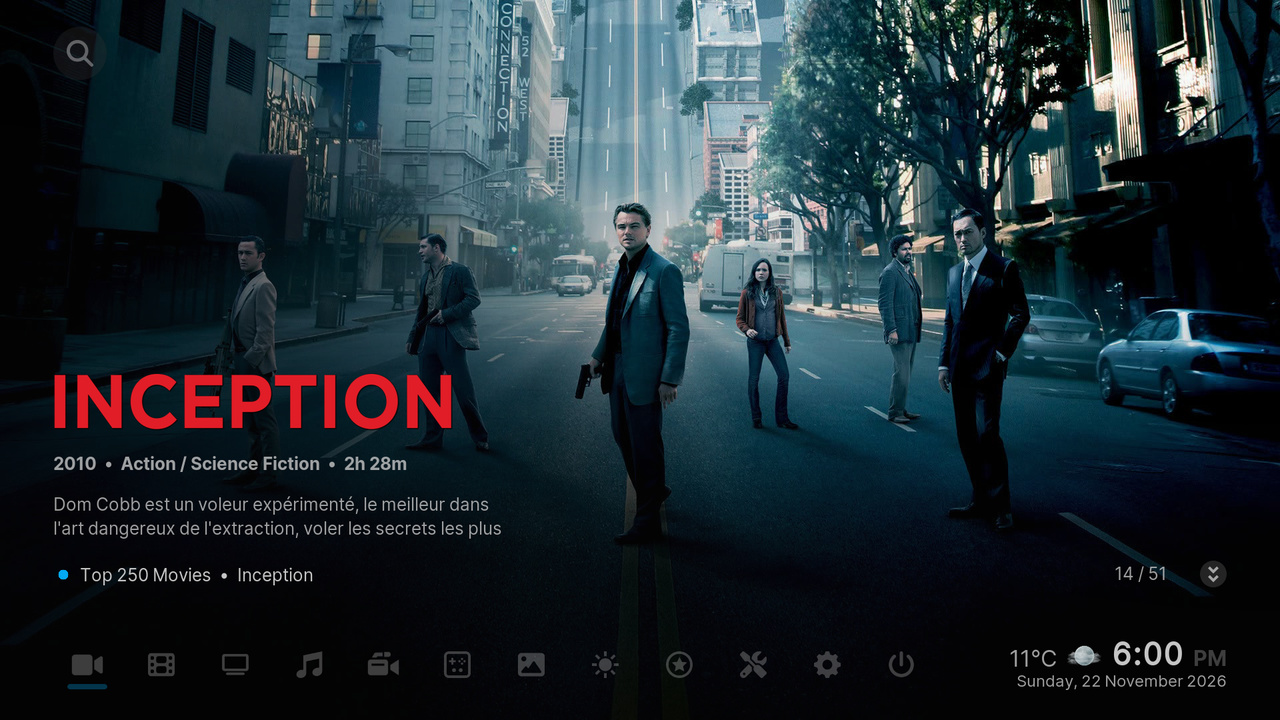 CONNECTION
52 WEST
INCEPTION
2010 • Action / Science Fiction • 2h 28m
Dom Cobb est un voleur expérimenté, le meilleur dans
l'art dangereux de l'extraction, voler les secrets les plus
Top 250 Movies • Inception
14 / 51
11°C 6:00 PM
Sunday, 22 November 2026